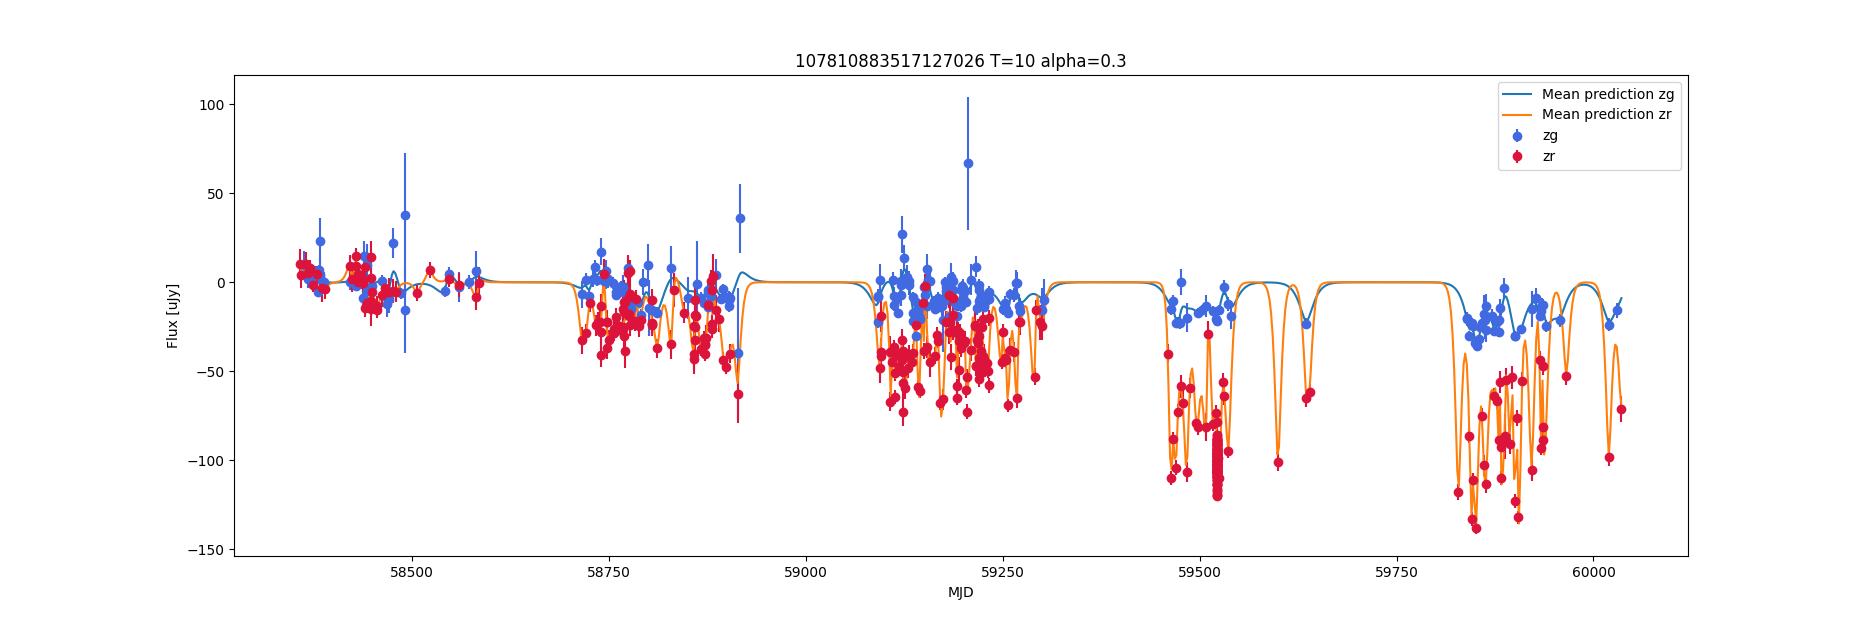 107810883517127026 T=10 alpha=0.3
Mean prediction zg
Mean prediction zr
zg
zr
Flux [uJy]
100
50
0
−50
−100
−150
58500
58750
59000
59250
59500
59750
60000
MJD